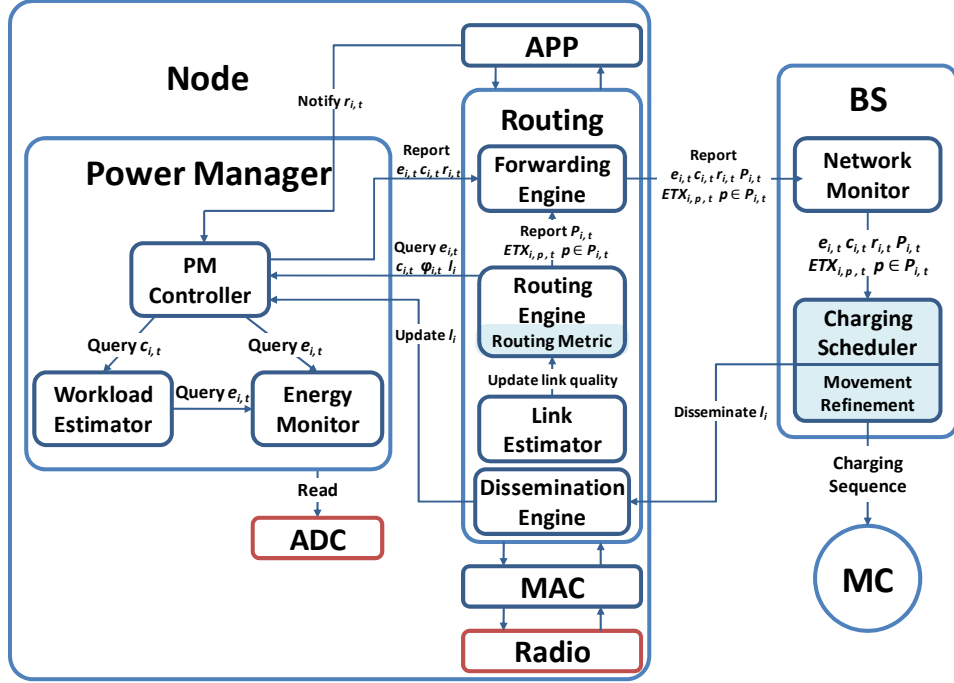 Node
APP
Notify r_{i,t}
Routing
BS
Power Manager
Report
e_{i,t} c_{i,t} r_{i,t}
Forwarding
Engine
Report
e_{i,t} c_{i,t} r_{i,t} P_{i,t}
ETX_{i,p,t} p ∈ P_{i,t}
Network
Monitor
Report P_{i,t}
ETX_{i,p,t} p ∈ P_{i,t}
e_{i,t} c_{i,t} r_{i,t} P_{i,t}
ETX_{i,p,t} p ∈ P_{i,t}
PM
Controller
Query e_{i,t}
c_{i,t} φ_{i,t} l_i
Routing
Engine
Routing Metric
Charging
Scheduler
Movement
Refinement
Query c_{i,t}
Query e_{i,t}
Update l_i
Update link quality
Workload
Estimator
Query e_{i,t}
Energy
Monitor
Link
Estimator
Disseminate l_i
Dissemination
Engine
Charging
Sequence
Read
ADC
MAC
MC
Radio